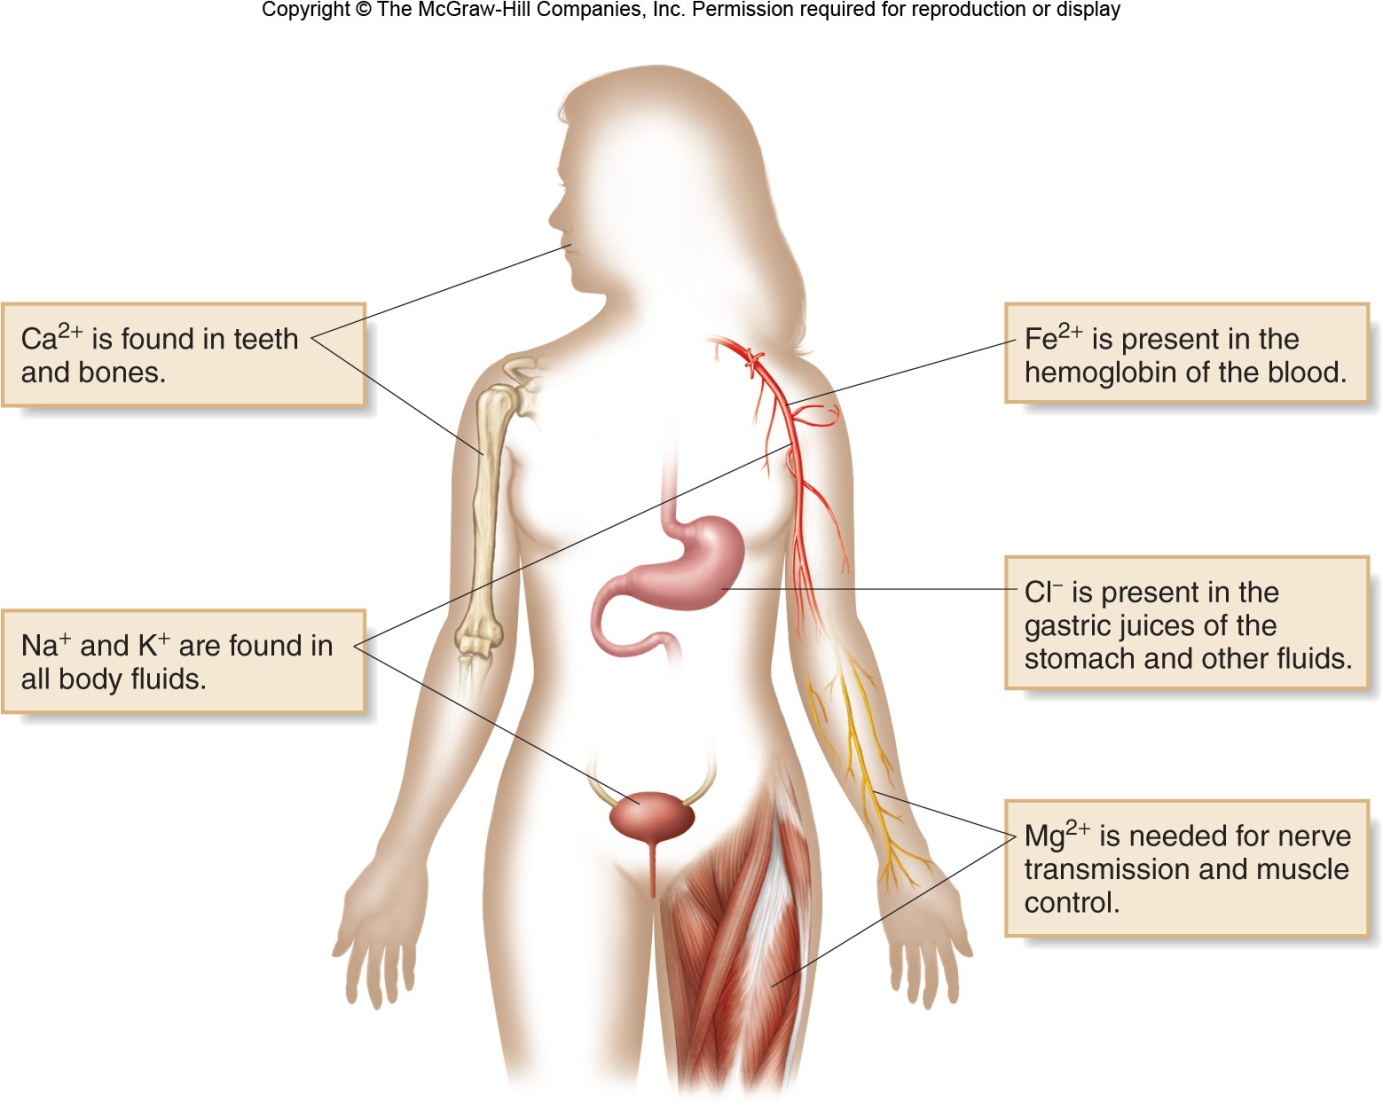 Copyright © The McGraw-Hill Companies, Inc. Permission required for reproduction or display
Ca²⁺ is found in teeth
and bones.
Fe²⁺ is present in the
hemoglobin of the blood.
Na⁺ and K⁺ are found in
all body fluids.
Cl⁻ is present in the
gastric juices of the
stomach and other fluids.
Mg²⁺ is needed for nerve
transmission and muscle
control.